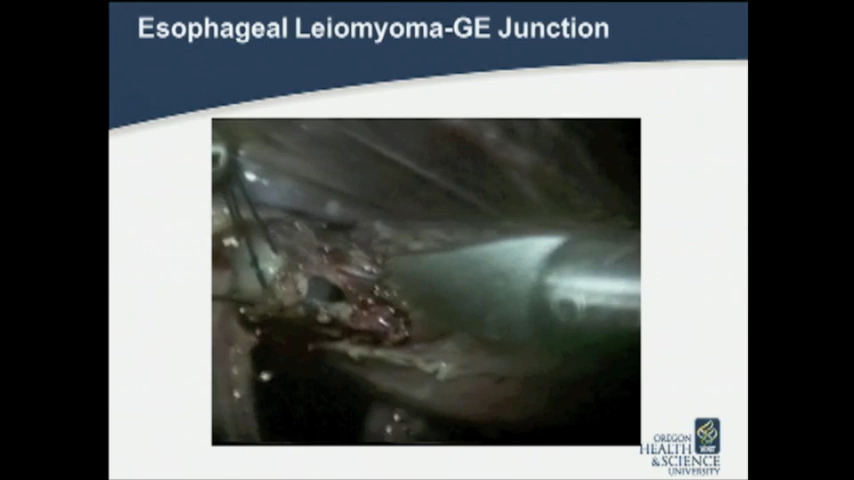 Esophageal Leiomyoma-GE Junction
OREGON
HEALTH
&SCIENCE
UNIVERSITY